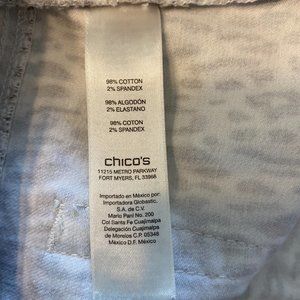 98% COTTON
2% SPANDEX
98% ALGODÓN
2% ELASTANO
98% COTON
2% SPANDEX
chico's
11215 METRO PARKWAY
FORT MYERS, FL 33966
Importado en México por:
Importadora Globastic,
S.A. de C.V.
Mario Pani No. 200
Col Santa Fe Cuajimalpa
Delegación Cuajimalpa
de Morelos C.P. 05348
México D.F. México